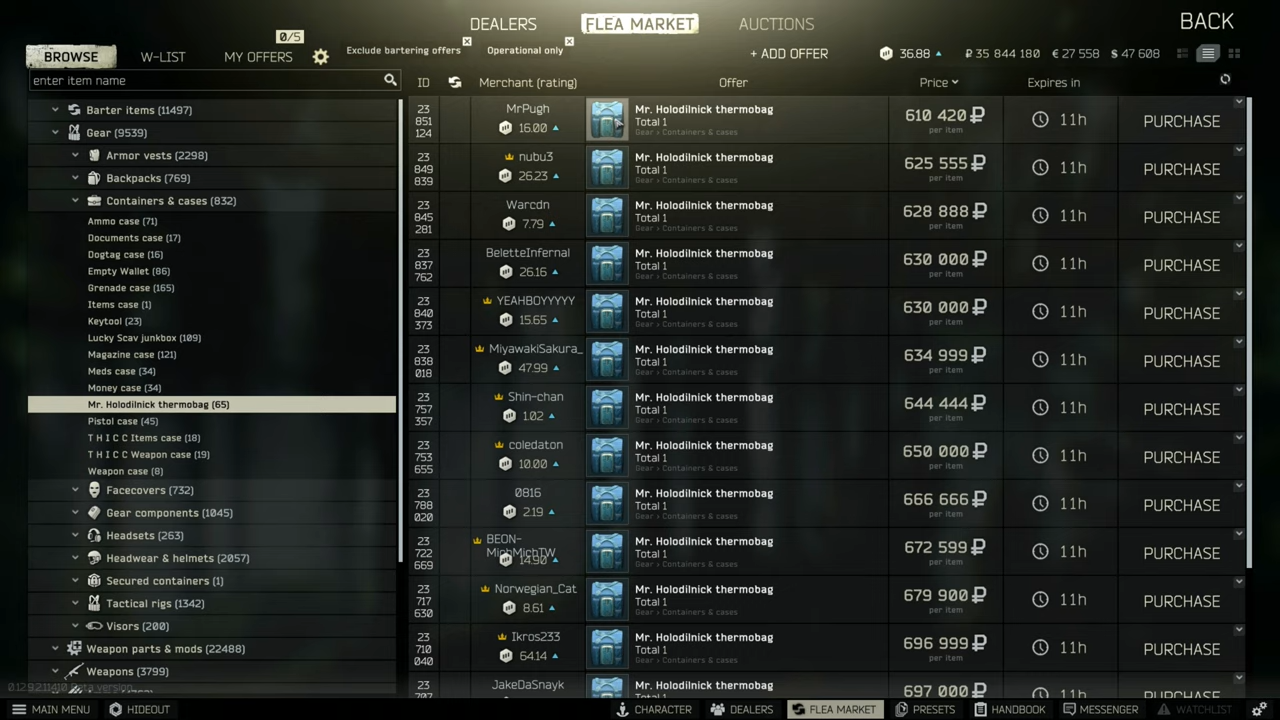 DEALERS
FLEA MARKET
AUCTIONS
BACK
BROWSE
W-LIST
MY OFFERS
0/5
Exclude bartering offers
Operational only
+ ADD OFFER
36.88
₽ 35 844 180
€ 27 558
$ 47 608
enter item name
ID
Merchant (rating)
Offer
Price
Expires in
Barter items (11497)
Gear (9539)
Armor vests (2298)
Backpacks (769)
Containers & cases (832)
Ammo case (71)
Documents case (17)
Dogtag case (16)
Empty Wallet (86)
Grenade case (165)
Items case (1)
Keytool (23)
Lucky Scav junkbox (109)
Magazine case (121)
Meds case (34)
Money case (34)
Mr. Holodilnick thermobag (65)
Pistol case (45)
T H I C C Items case (18)
T H I C C Weapon case (19)
Weapon case (8)
Facecovers (732)
Gear components (1045)
Headsets (263)
Headwear & helmets (2057)
Secured containers (1)
Tactical rigs (1342)
Visors (200)
Weapon parts & mods (22488)
Weapons (3799)
23
851
124
MrPugh
16.00
Mr. Holodilnick thermobag
Total 1
Gear > Containers & cases
610 420 ₽
per item
11h
PURCHASE
23
849
839
nubu3
26.23
Mr. Holodilnick thermobag
Total 1
Gear > Containers & cases
625 555 ₽
per item
11h
PURCHASE
23
845
281
Warcdn
7.79
Mr. Holodilnick thermobag
Total 1
Gear > Containers & cases
628 888 ₽
per item
11h
PURCHASE
23
837
762
BeletteInfernal
26.16
Mr. Holodilnick thermobag
Total 1
Gear > Containers & cases
630 000 ₽
per item
11h
PURCHASE
23
840
373
YEAHBOYYYYY
15.65
Mr. Holodilnick thermobag
Total 1
Gear > Containers & cases
630 000 ₽
per item
11h
PURCHASE
23
838
018
MiyawakiSakura_
47.99
Mr. Holodilnick thermobag
Total 1
Gear > Containers & cases
634 999 ₽
per item
11h
PURCHASE
23
757
357
Shin-chan
1.02
Mr. Holodilnick thermobag
Total 1
Gear > Containers & cases
644 444 ₽
per item
11h
PURCHASE
23
753
655
coledaton
10.00
Mr. Holodilnick thermobag
Total 1
Gear > Containers & cases
650 000 ₽
per item
11h
PURCHASE
23
788
020
0816
2.19
Mr. Holodilnick thermobag
Total 1
Gear > Containers & cases
666 666 ₽
per item
11h
PURCHASE
23
722
669
BEON-
MichMichTW
14.90
Mr. Holodilnick thermobag
Total 1
Gear > Containers & cases
672 599 ₽
per item
11h
PURCHASE
23
717
630
Norwegian_Cat
8.61
Mr. Holodilnick thermobag
Total 1
Gear > Containers & cases
679 900 ₽
per item
11h
PURCHASE
23
710
040
Ikros233
64.14
Mr. Holodilnick thermobag
Total 1
Gear > Containers & cases
696 999 ₽
per item
11h
PURCHASE
23
JakeDaSnayk
Mr. Holodilnick thermobag
Total 1
697 000 ₽
11h
PURCHASE
MAIN MENU
HIDEOUT
CHARACTER
DEALERS
FLEA MARKET
PRESETS
HANDBOOK
MESSENGER
WATCHLIST